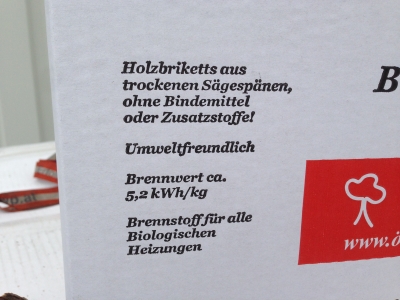 Holzbriketts aus
trockenen Sägespänen,
ohne Bindemittel
oder Zusatzstoffe!
Umweltfreundlich
Brennwert ca.
5,2 kWh/kg
Brennstoff für alle
Biologischen
Heizungen